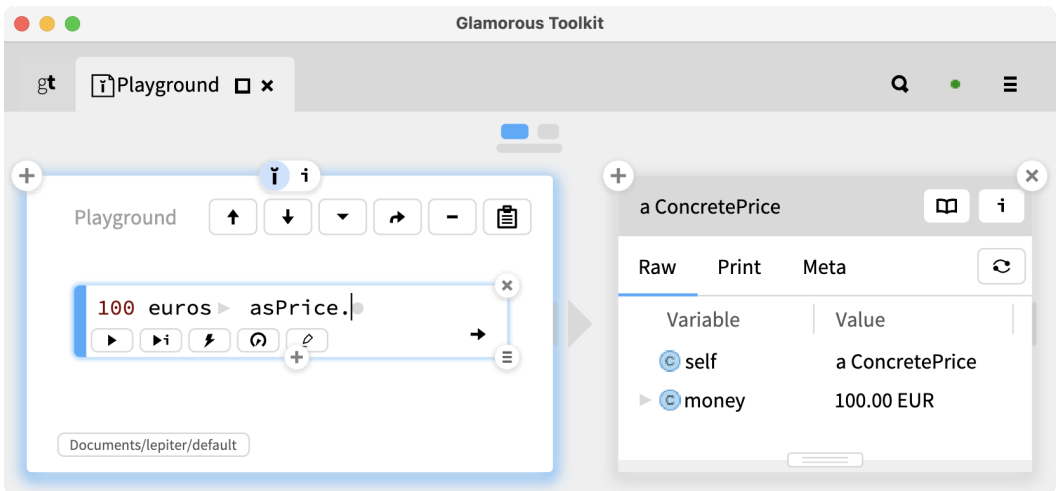 Glamorous Toolkit
gt
Playground
Playground
100 euros asPrice.
Documents/lepiter/default
a ConcretePrice
i
Raw Print Meta
Variable Value
self a ConcretePrice
money 100.00 EUR